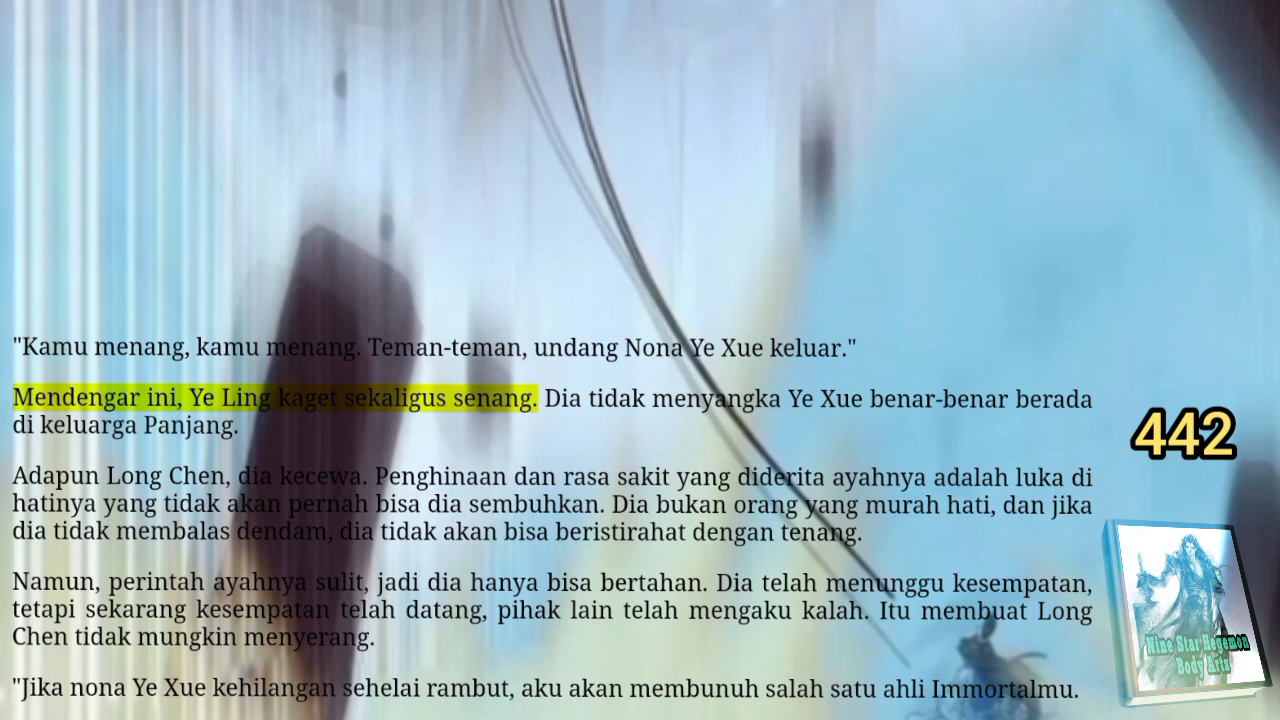 "Kamu menang, kamu menang. Teman-teman, undang Nona Ye Xue keluar."
Mendengar ini, Ye Ling kaget sekaligus senang. Dia tidak menyangka Ye Xue benar-benar berada
di keluarga Panjang.
Adapun Long Chen, dia kecewa. Penghinaan dan rasa sakit yang diderita ayahnya adalah luka di
hatinya yang tidak akan pernah bisa dia sembuhkan. Dia bukan orang yang murah hati, dan jika
dia tidak membalas dendam, dia tidak akan bisa beristirahat dengan tenang.
Namun, perintah ayahnya sulit, jadi dia hanya bisa bertahan. Dia telah menunggu kesempatan,
tetapi sekarang kesempatan telah datang, pihak lain telah mengaku kalah. Itu membuat Long
Chen tidak mungkin menyerang.
"Jika nona Ye Xue kehilangan sehelai rambut, aku akan membunuh salah satu ahli Immortalmu.
442
Nine Star Hegemon
Body Arts